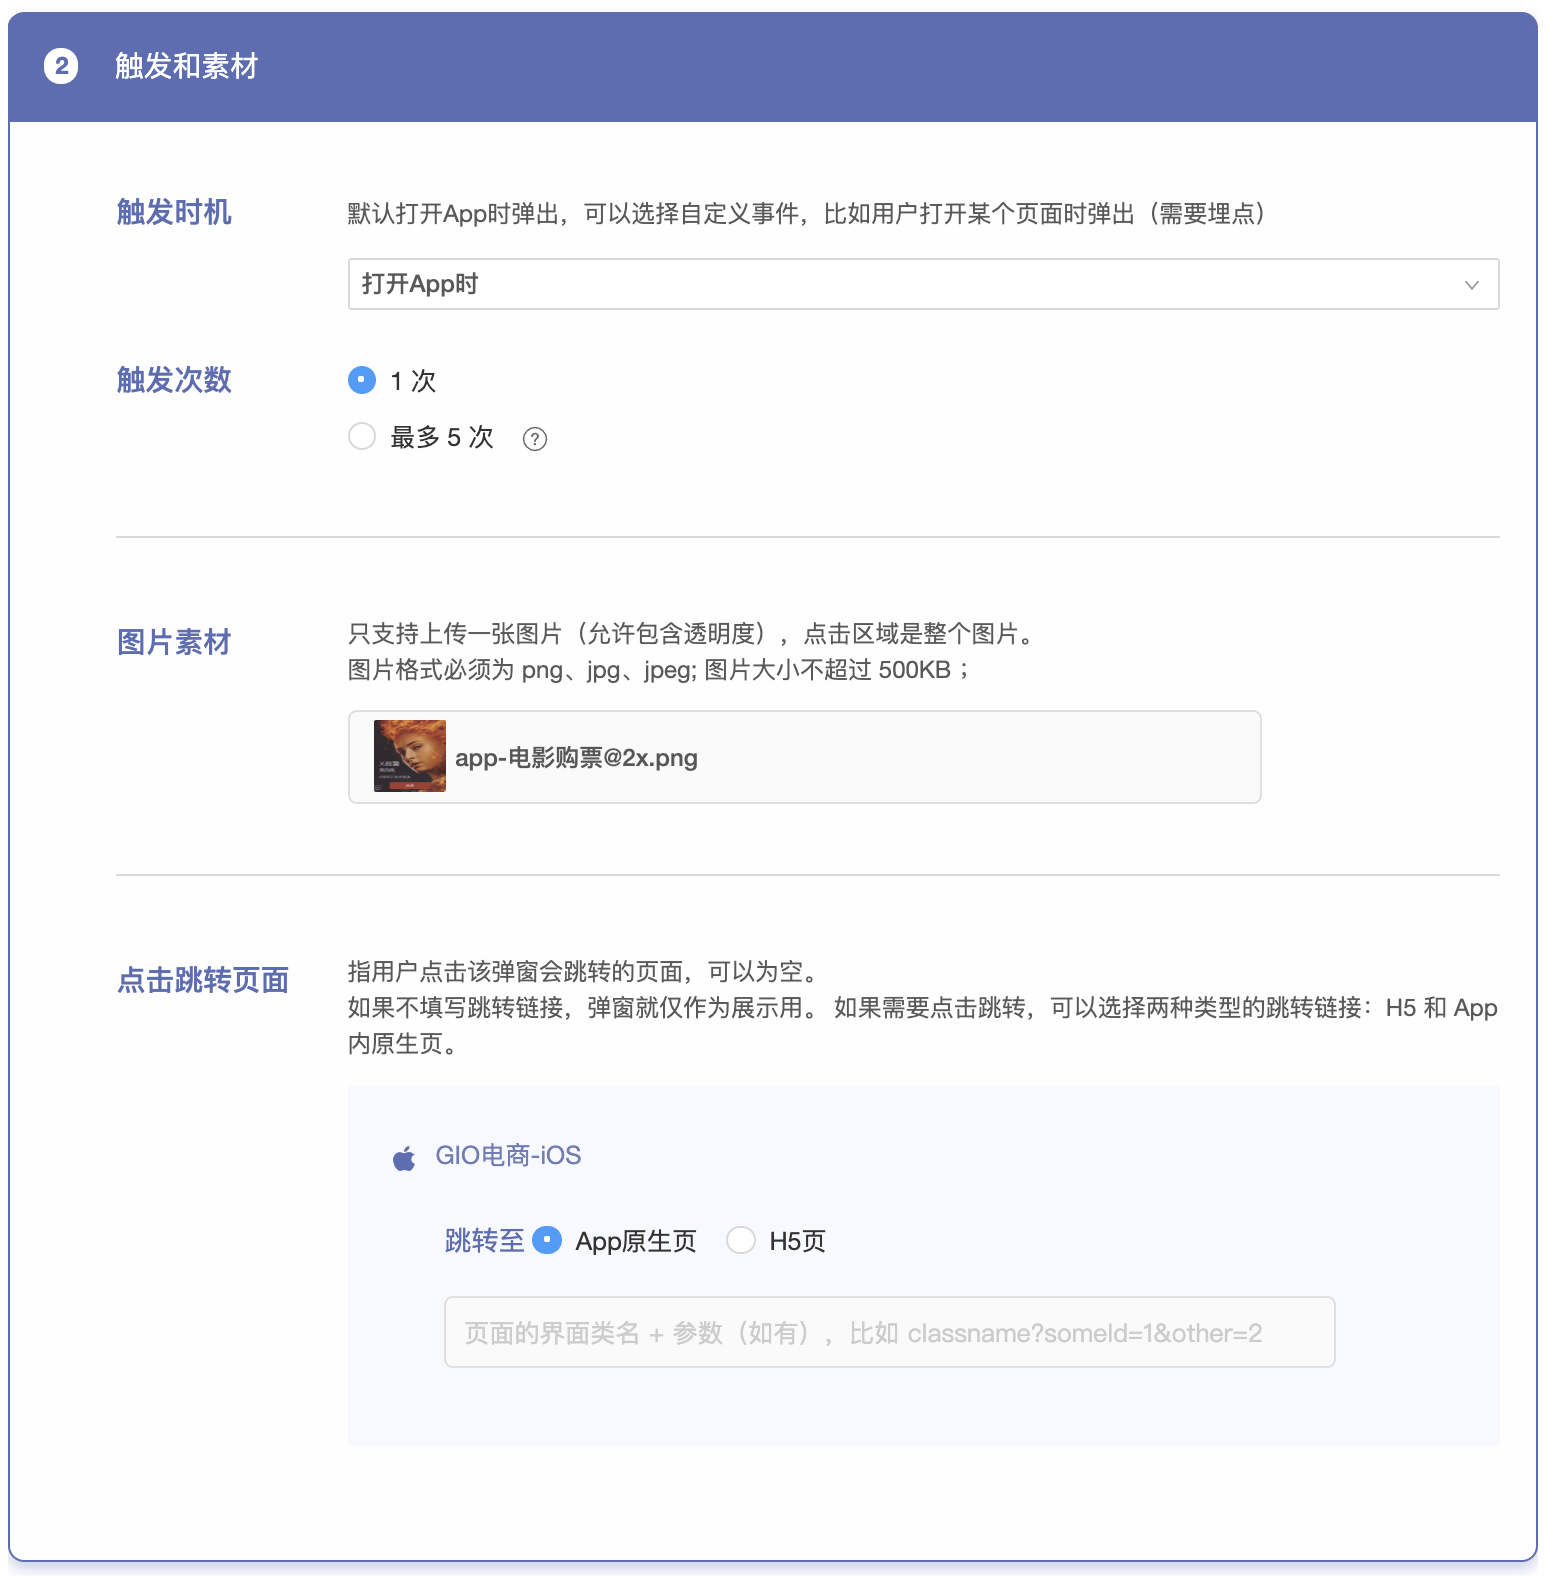 2 触发和素材
触发时机
默认打开App时弹出，可以选择自定义事件，比如用户打开某个页面时弹出（需要埋点）
打开App时
触发次数
1 次
最多 5 次 ?
图片素材
只支持上传一张图片（允许包含透明度），点击区域是整个图片。
图片格式必须为 png、jpg、jpeg; 图片大小不超过 500KB；
app-电影购票@2x.png
点击跳转页面
指用户点击该弹窗会跳转的页面，可以为空。
如果不填写跳转链接，弹窗就仅作为展示用。 如果需要点击跳转，可以选择两种类型的跳转链接：H5 和 App
内原生页。
GIO电商-iOS
跳转至 App原生页 H5页
页面的界面类名 + 参数（如有），比如 classname?someId=1&other=2